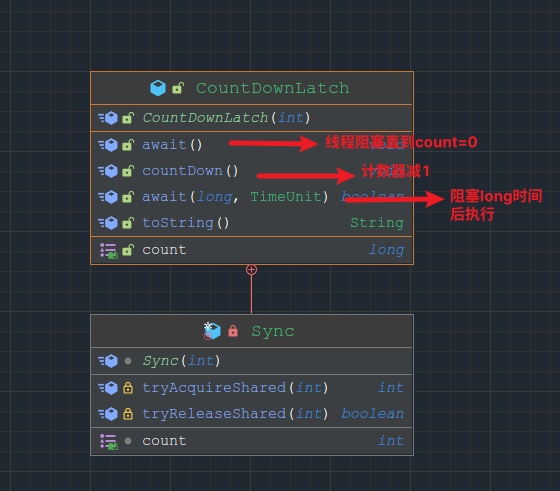 CountDownLatch
CountDownLatch(int)
await() 线程阻塞直到count=0
countDown() 计数器减1
await(long, TimeUnit) boolean 阻塞long时间
后执行
toString() String
count long
Sync
Sync(int)
tryAcquireShared(int) int
tryReleaseShared(int) boolean
count int